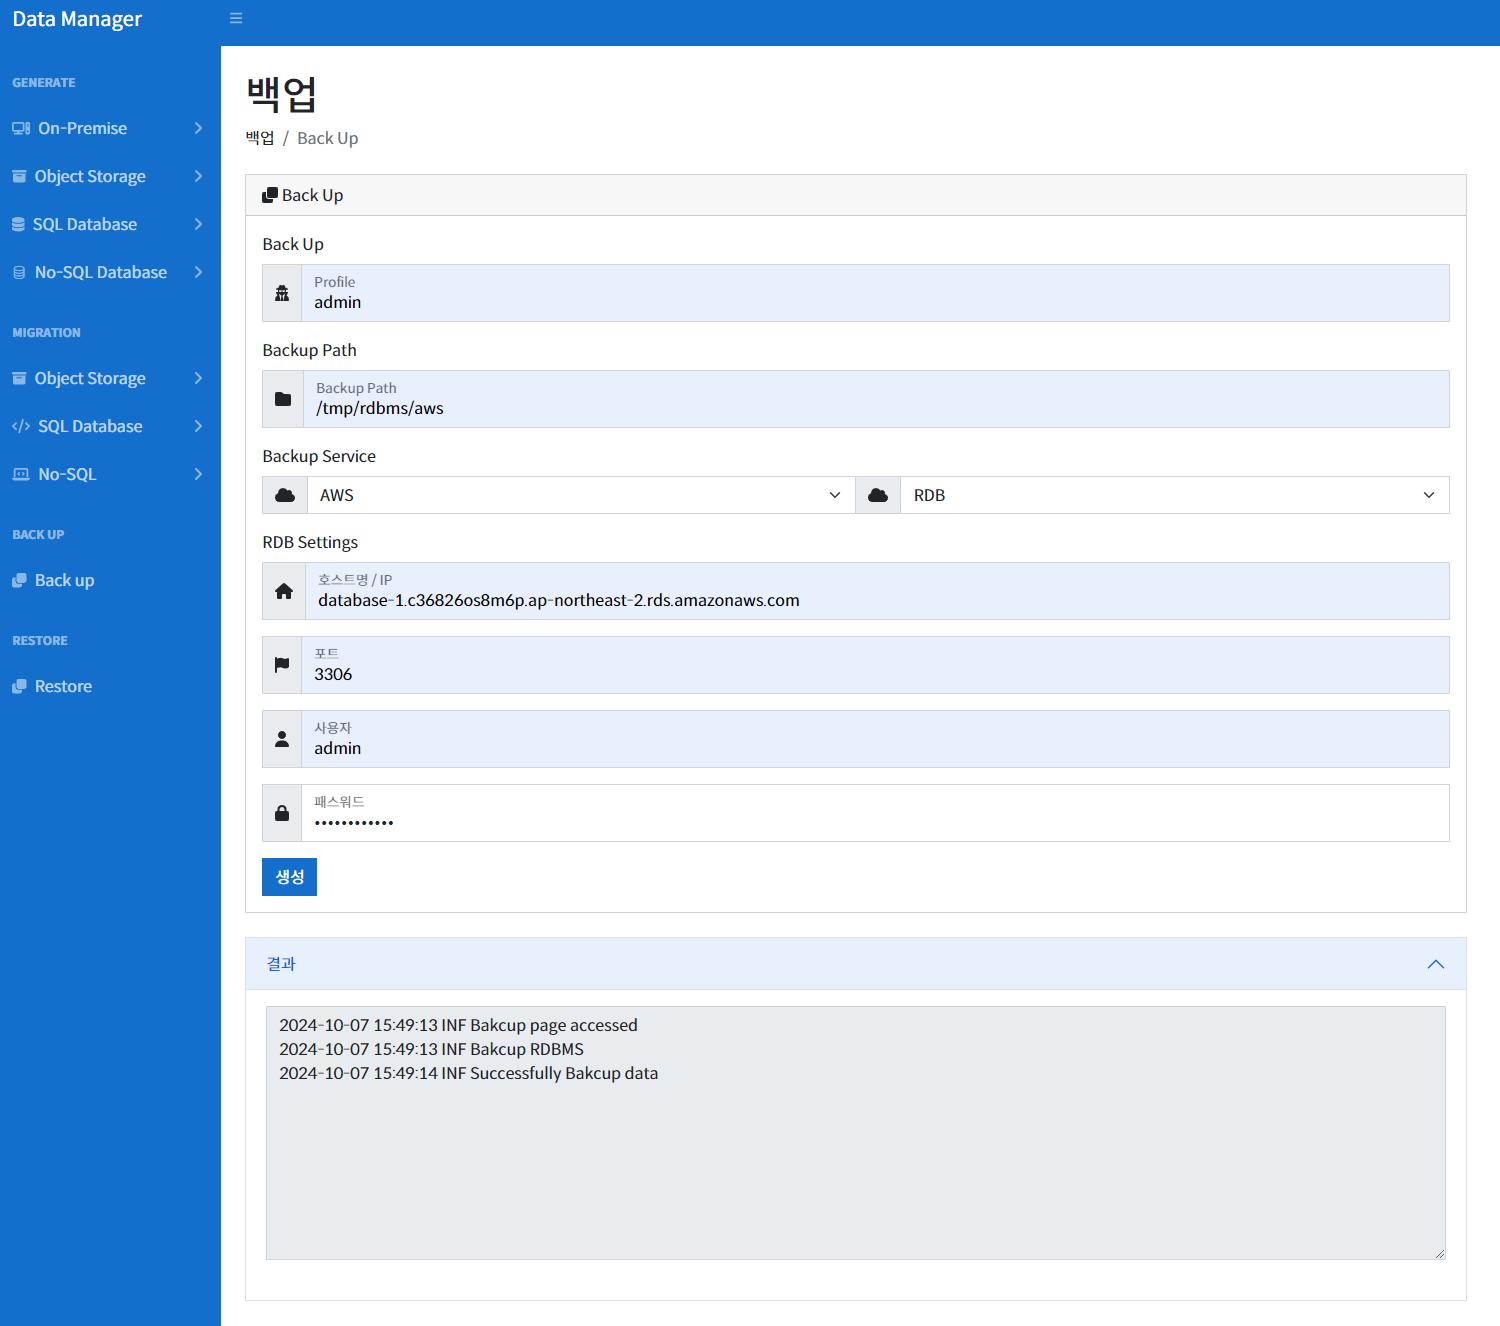 Data Manager
GENERATE
On-Premise
Object Storage
SQL Database
No-SQL Database
MIGRATION
Object Storage
SQL Database
No-SQL
BACK UP
Back up
RESTORE
Restore
백업
백업 / Back Up
Back Up
Back Up
Profile
admin
Backup Path
Backup Path
/tmp/rdbms/aws
Backup Service
AWS
RDB
RDB Settings
호스트명 / IP
database-1.c36826os8m6p.ap-northeast-2.rds.amazonaws.com
포트
3306
사용자
admin
패스워드
••••••••••••
생성
결과
2024-10-07 15:49:13 INF Bakcup page accessed
2024-10-07 15:49:13 INF Bakcup RDBMS
2024-10-07 15:49:14 INF Successfully Bakcup data